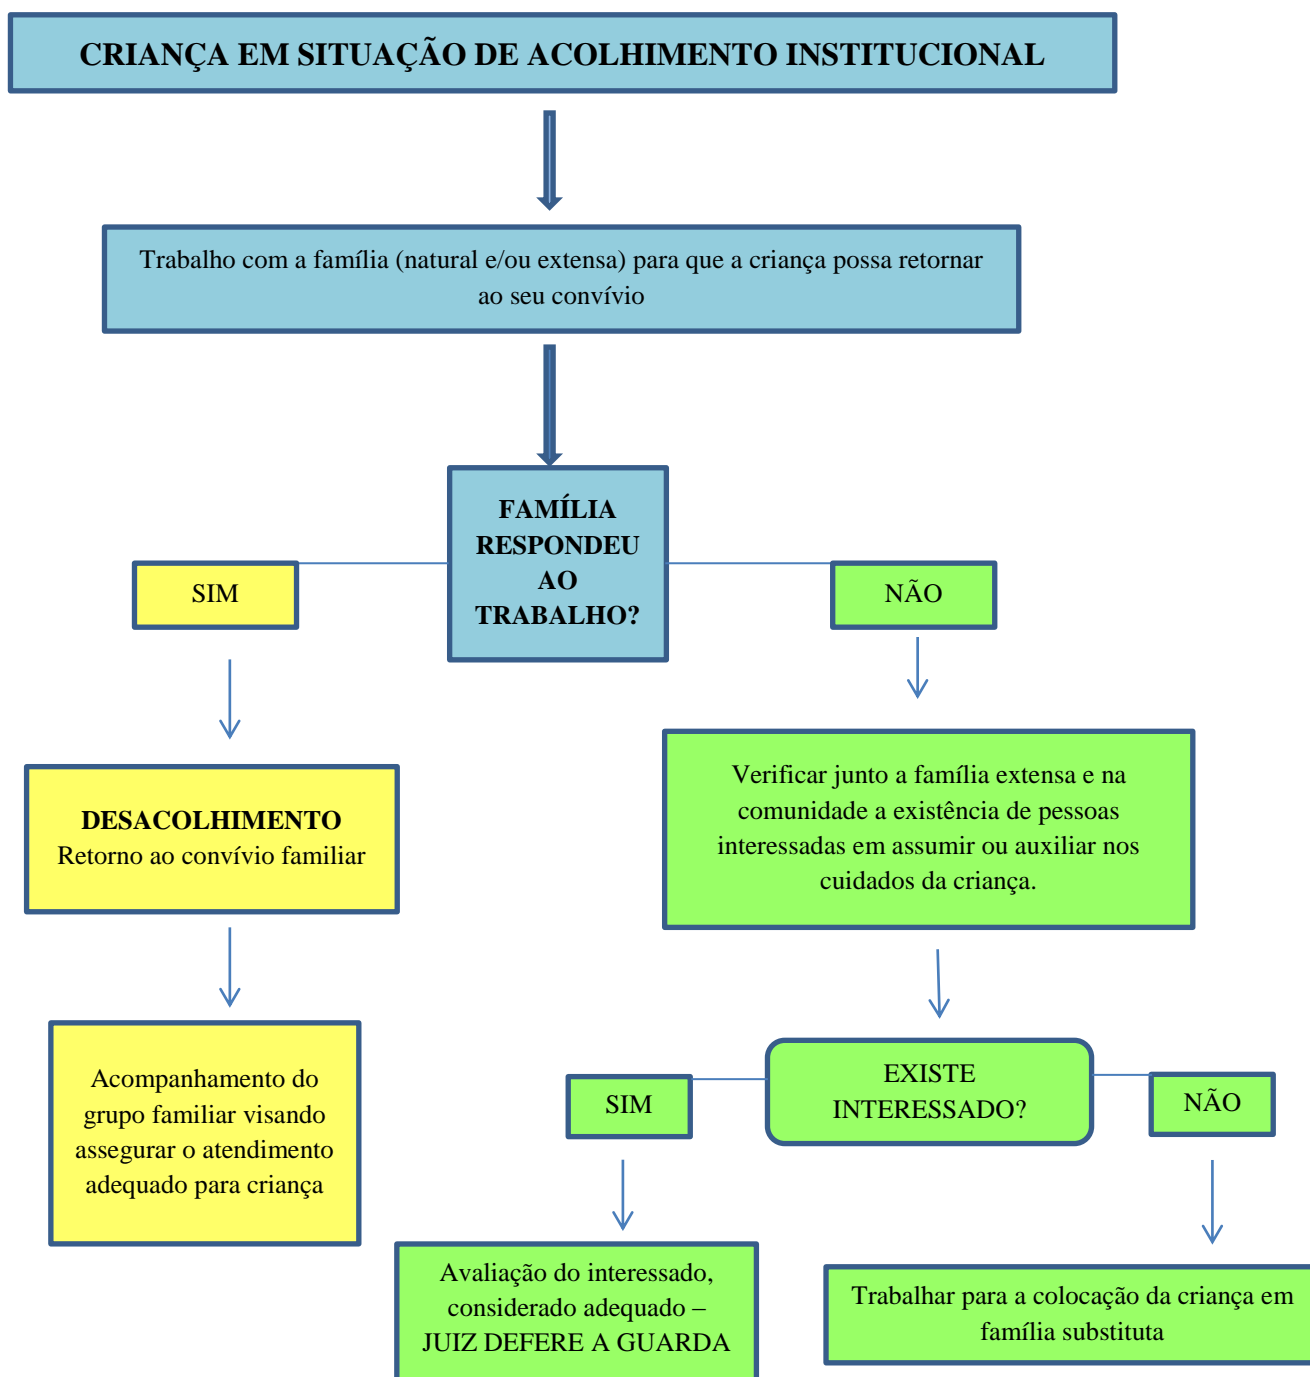 CRIANÇA EM SITUAÇÃO DE ACOLHIMENTO INSTITUCIONAL
Trabalho com a família (natural e/ou extensa) para que a criança possa retornar
ao seu convívio
FAMÍLIA
RESPONDEU
AO
TRABALHO?
SIM
NÃO
DESACOLHIMENTO
Retorno ao convívio familiar
Verificar junto a família extensa e na
comunidade a existência de pessoas
interessadas em assumir ou auxiliar nos
cuidados da criança.
Acompanhamento do
grupo familiar visando
assegurar o atendimento
adequado para criança
EXISTE
INTERESSADO?
SIM
NÃO
Avaliação do interessado,
considerado adequado –
JUIZ DEFERE A GUARDA
Trabalhar para a colocação da criança em
família substituta